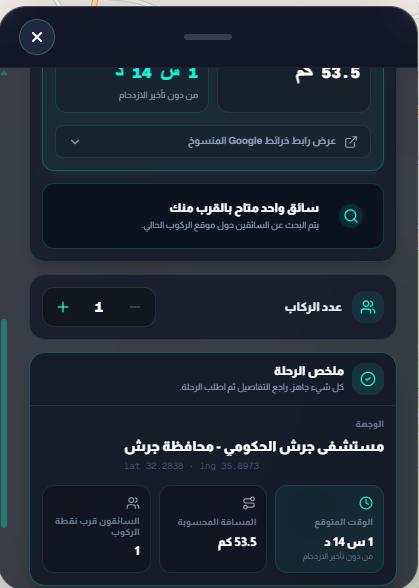 53.5 كم
1 س 14 د
من دون تأخير الازدحام
عرض رابط خرائط Google المنسوخ
سائق واحد متاح بالقرب منك
يتم البحث عن السائقين حول موقع الركوب الحالي.
عدد الركاب
1
ملخص الرحلة
كل شيء جاهز. راجع التفاصيل ثم اطلب الرحلة.
الوجهة
مستشفى جرش الحكومي - محافظة جرش
lat 32.2838 · lng 35.8973
الوقت المتوقع
1 س 14 د
من دون تأخير الازدحام
المسافة المحسوبة
53.5 كم
السائقون قرب نقطة
الركوب
1